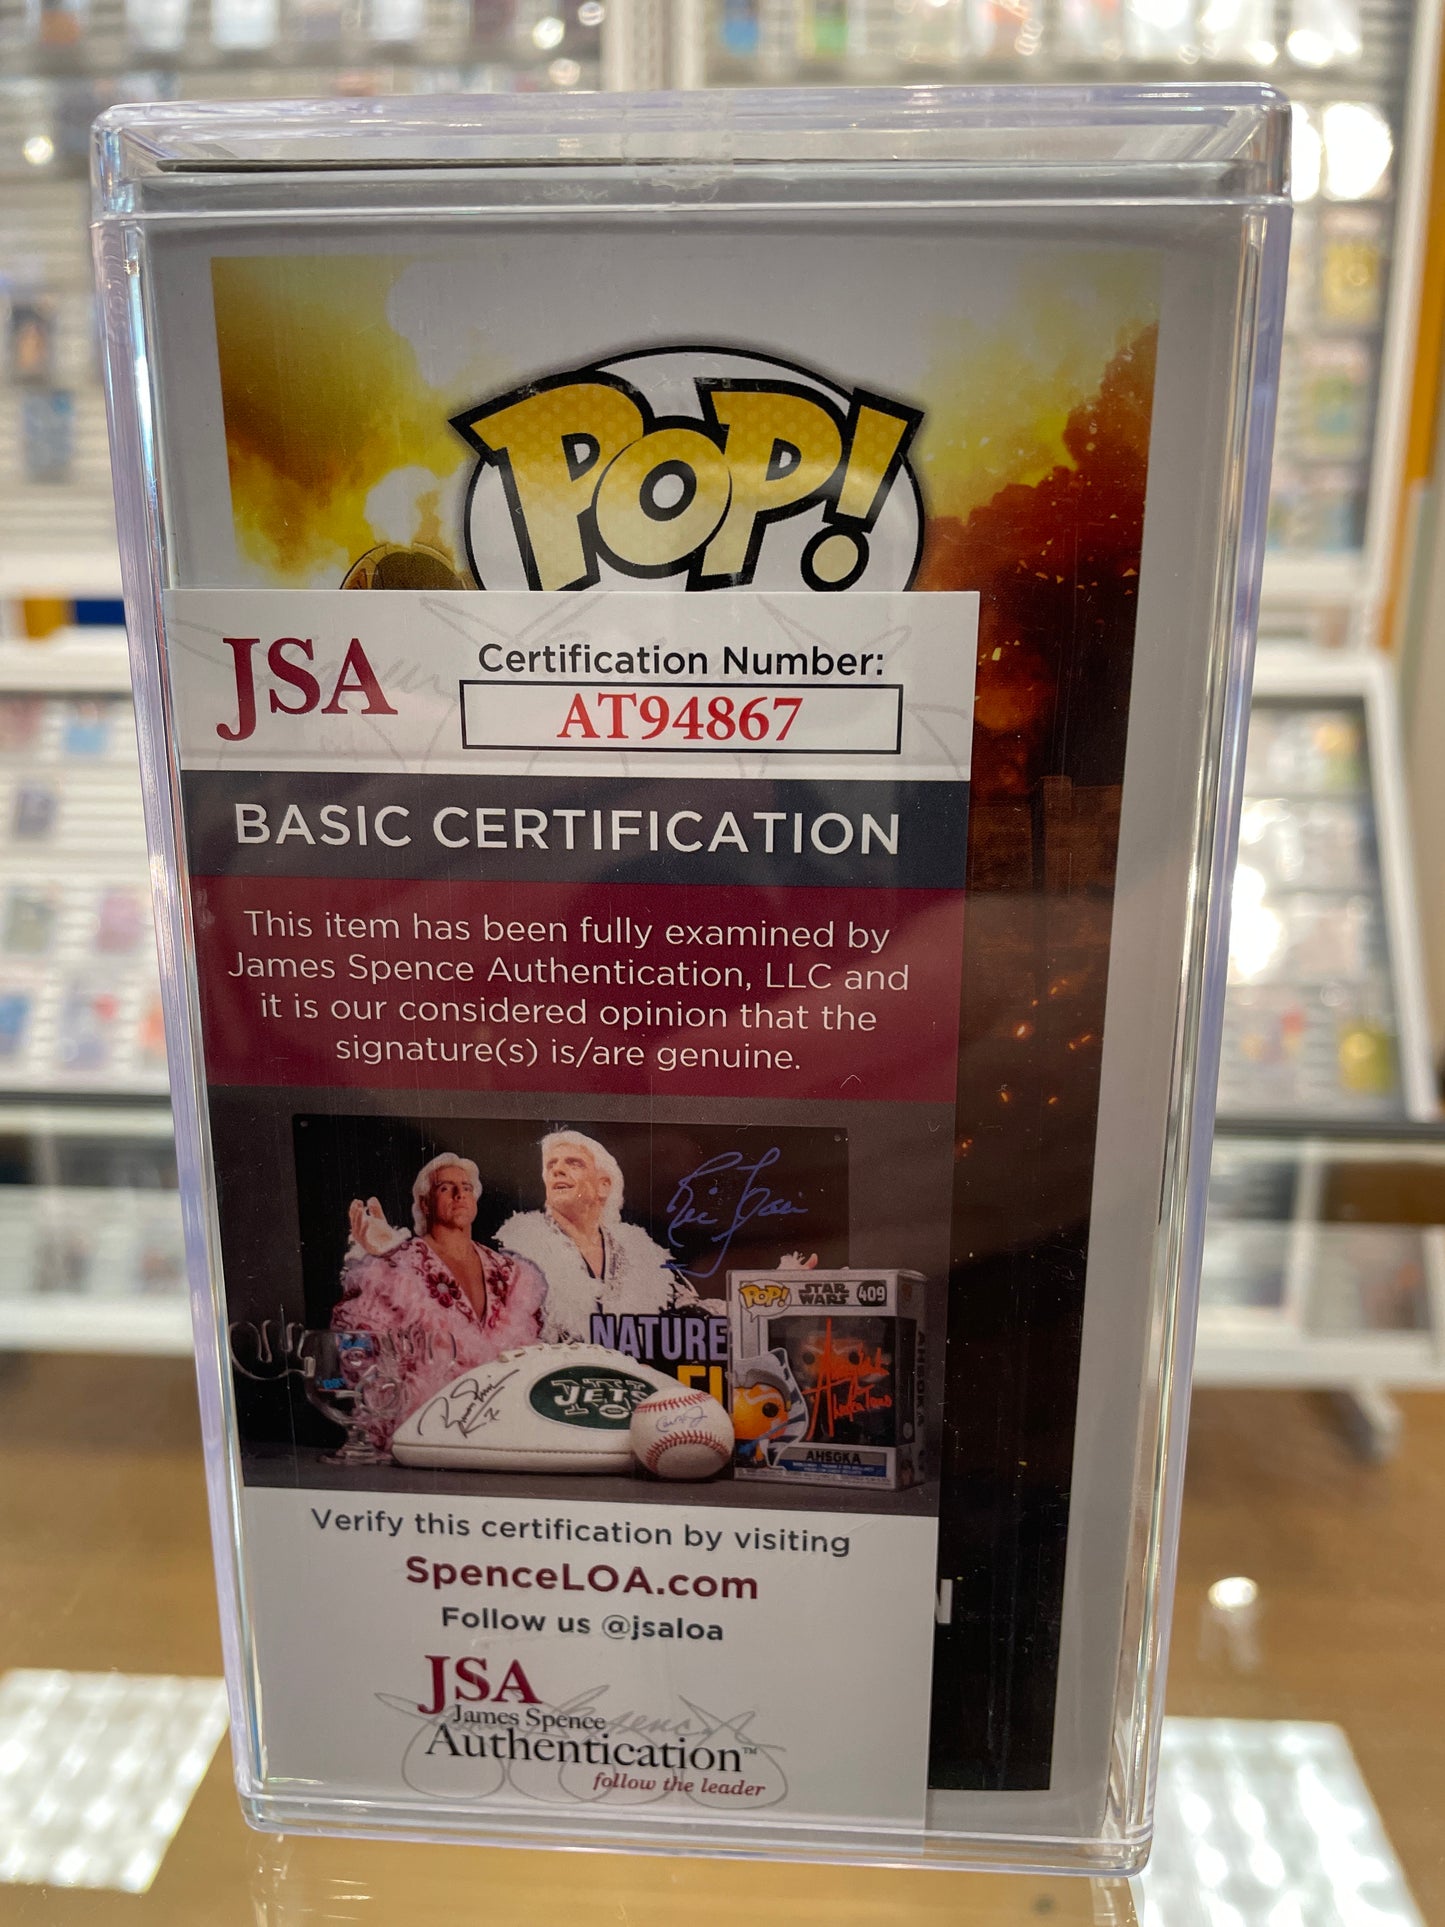 POP!
JSA
Certification Number:
AT94867
BASIC CERTIFICATION
This item has been fully examined by
James Spence Authentication, LLC and
it is our considered opinion that the
signature(s) is/are genuine.
NATURE
JETS
POP! STAR WARS 409
AHSOKA
Verify this certification by visiting
SpenceLOA.com
Follow us @jsaloa
JSA
James Spence
Authentication™
follow the leader